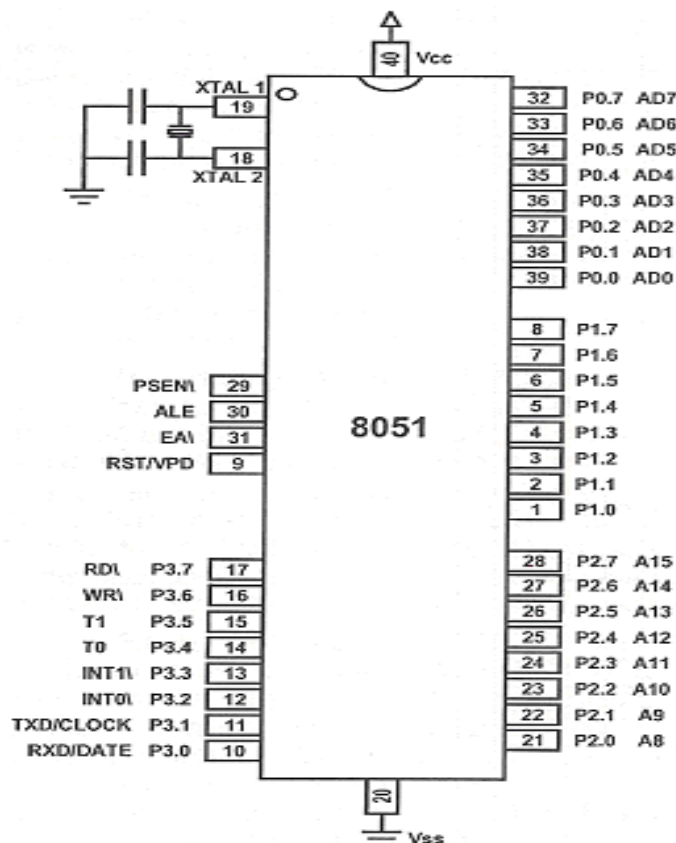 40 Vcc
XTAL 1
19
18
XTAL 2
32 P0.7 AD7
33 P0.6 AD6
34 P0.5 AD5
35 P0.4 AD4
36 P0.3 AD3
37 P0.2 AD2
38 P0.1 AD1
39 P0.0 AD0
8 P1.7
7 P1.6
6 P1.5
5 P1.4
4 P1.3
3 P1.2
2 P1.1
1 P1.0
PSEN\ 29
ALE 30
EA\ 31
RST/VPD 9
8051
RD\ P3.7 17
WR\ P3.6 16
T1 P3.5 15
T0 P3.4 14
INT1\ P3.3 13
INT0\ P3.2 12
TXD/CLOCK P3.1 11
RXD/DATE P3.0 10
28 P2.7 A15
27 P2.6 A14
26 P2.5 A13
25 P2.4 A12
24 P2.3 A11
23 P2.2 A10
22 P2.1 A9
21 P2.0 A8
20
Vss